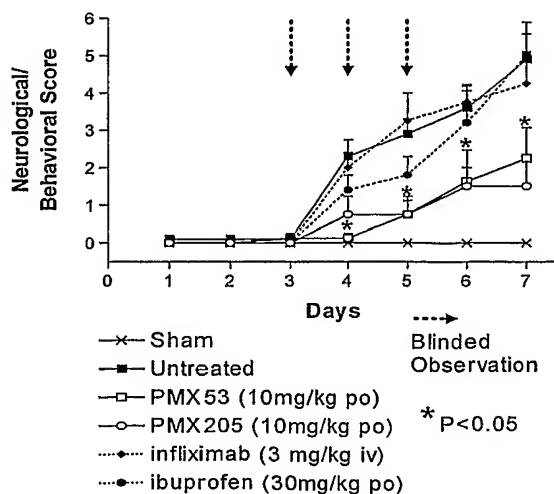 6
5
4
3
2
1
0
Neurological/
Behavioral Score
*
*
*
*
0 1 2 3 4 5 6 7
Days
Sham
Untreated
PMX53 (10mg/kg po)
PMX205 (10mg/kg po)
infliximab (3 mg/kg iv)
ibuprofen (30mg/kg po)
Blinded
Observation
* P<0.05